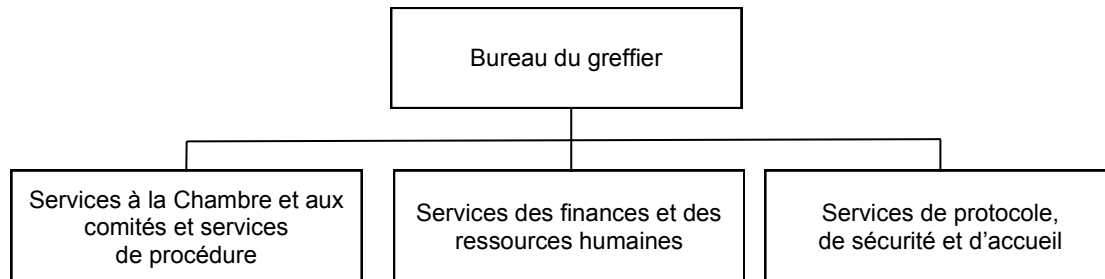 Bureau du greffier
Services à la Chambre et aux
comités et services
de procédure
Services des finances et des
ressources humaines
Services de protocole,
de sécurité et d’accueil